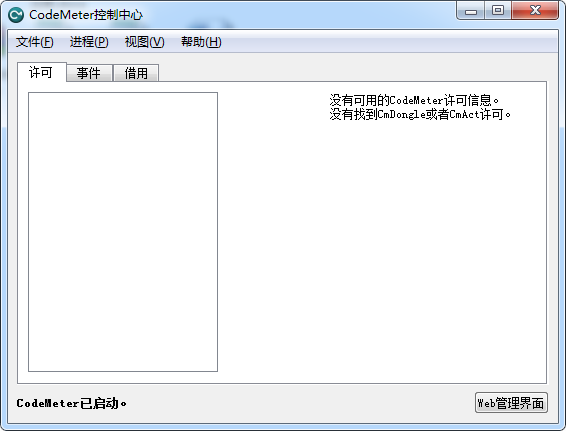 CodeMeter控制中心
文件(F) 进程(P) 视图(V) 帮助(H)
许可 事件 借用
没有可用的CodeMeter许可信息。
没有找到CmDongle或者CmAct许可。
CodeMeter已启动。
Web管理界面